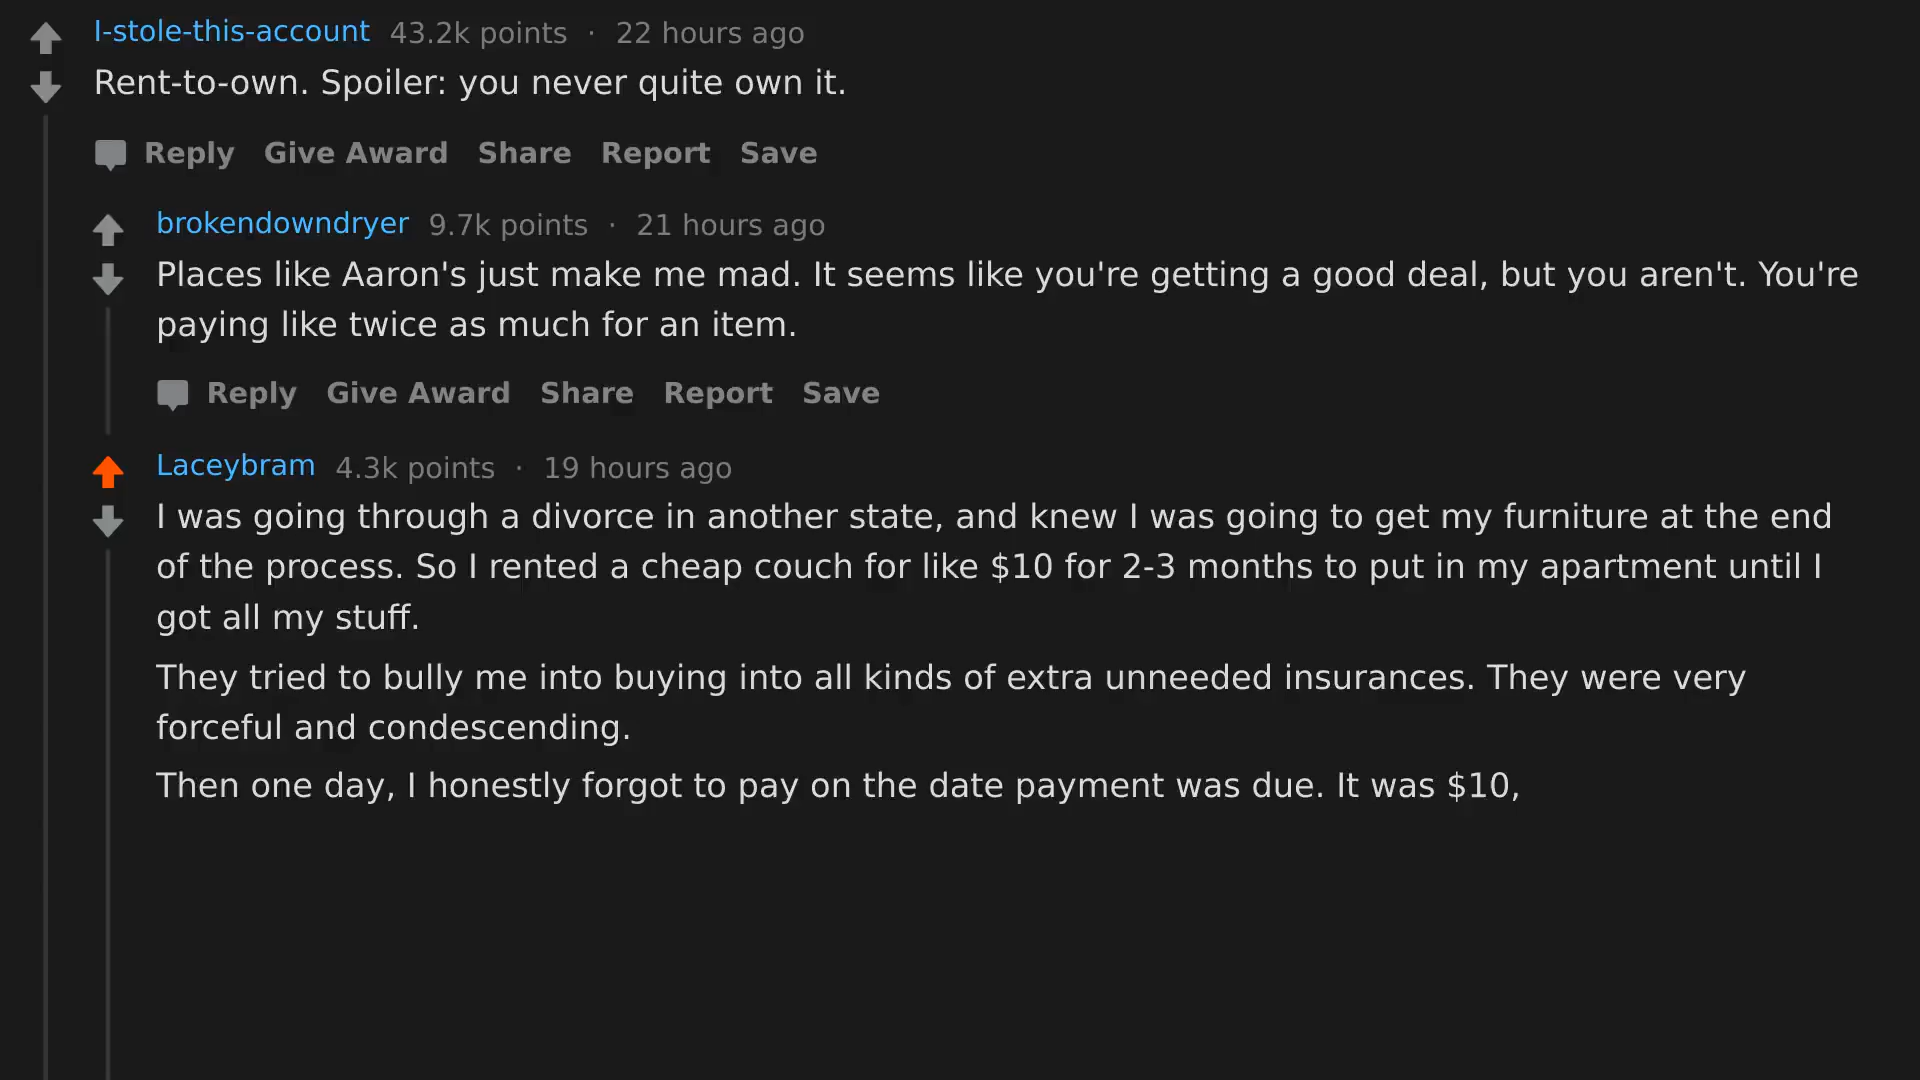 I-stole-this-account 43.2k points · 22 hours ago
Rent-to-own. Spoiler: you never quite own it.
Reply Give Award Share Report Save
brokendowndryer 9.7k points · 21 hours ago
Places like Aaron's just make me mad. It seems like you're getting a good deal, but you aren't. You're
paying like twice as much for an item.
Reply Give Award Share Report Save
Laceybram 4.3k points · 19 hours ago
I was going through a divorce in another state, and knew I was going to get my furniture at the end
of the process. So I rented a cheap couch for like $10 for 2-3 months to put in my apartment until I
got all my stuff.
They tried to bully me into buying into all kinds of extra unneeded insurances. They were very
forceful and condescending.
Then one day, I honestly forgot to pay on the date payment was due. It was $10,